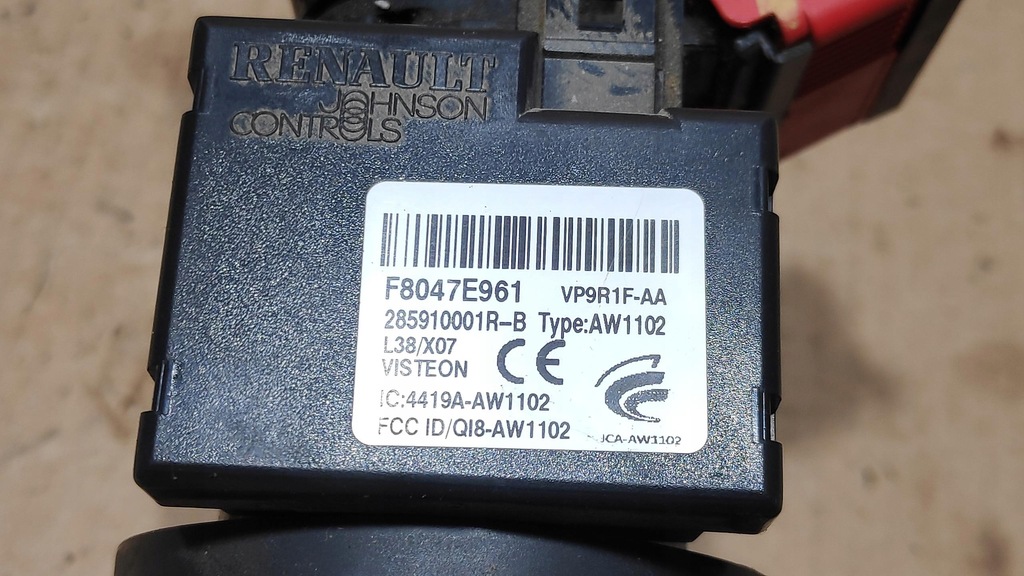 RENAULT
JOHNSON
CONTROLS
F8047E961 VP9R1F-AA
285910001R-B Type:AW1102
L38/X07
VISTEON CE
IC:4419A-AW1102
FCC ID/QI8-AW1102 JCA-AW1102